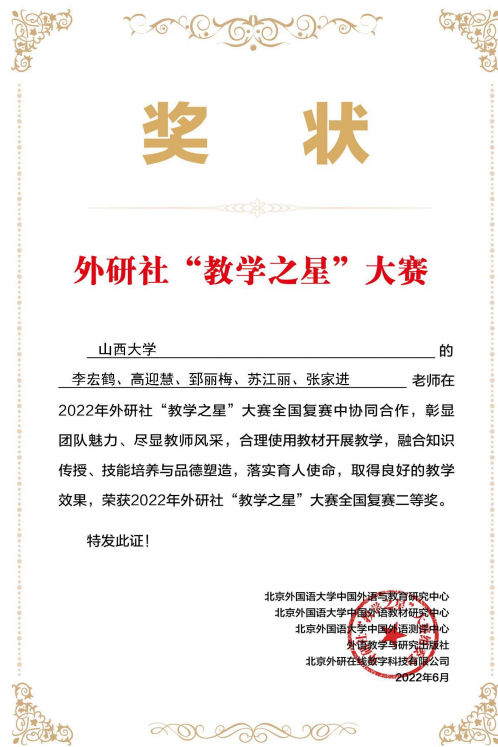 奖 状
外研社“教学之星”大赛
山西大学 的
李宏鹤、高迎慧、郅丽梅、苏江丽、张家进 老师在
2022年外研社“教学之星”大赛全国复赛中协同合作，彰显
团队魅力、尽显教师风采，合理使用教材开展教学，融合知识
传授、技能培养与品德塑造，落实育人使命，取得良好的教学
效果，荣获2022年外研社“教学之星”大赛全国复赛二等奖。
特发此证！
北京外国语大学中国外语与教育研究中心
北京外国语大学中国外语教材研究中心
北京外国语大学中国外语测评中心
外语教学与研究出版社
北京外研在线数字科技有限公司
2022年6月